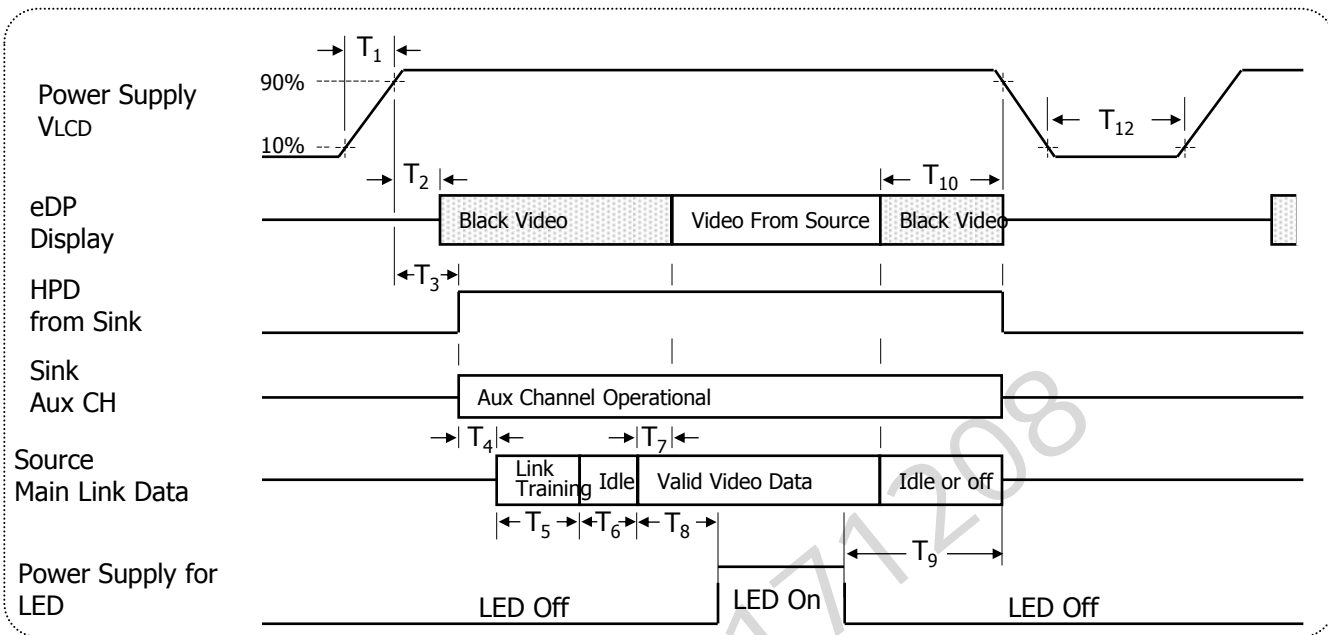 T1
90%
Power Supply
VLCD
T12
10%
T2
T10
eDP
Display
Black Video
Video From Source
Black Video
T3
HPD
from Sink
Sink
Aux CH
Aux Channel Operational
T4
T7
Source
Main Link Data
Link
Training
Idle
Valid Video Data
Idle or off
T5
T6
T8
T9
Power Supply for
LED
LED Off
LED On
LED Off
171208